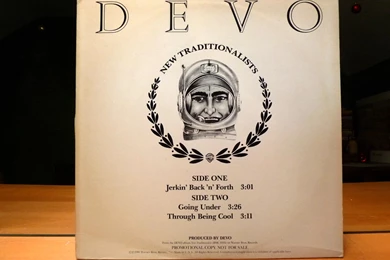 DEVO
NEW TRADITIONALISTS
SIDE ONE
Jerkin' Back 'n' Forth 3:01
SIDE TWO
Going Under 3:26
Through Being Cool 3:11
PRODUCED BY DEVO
PROMOTIONAL COPY NOT FOR SALE